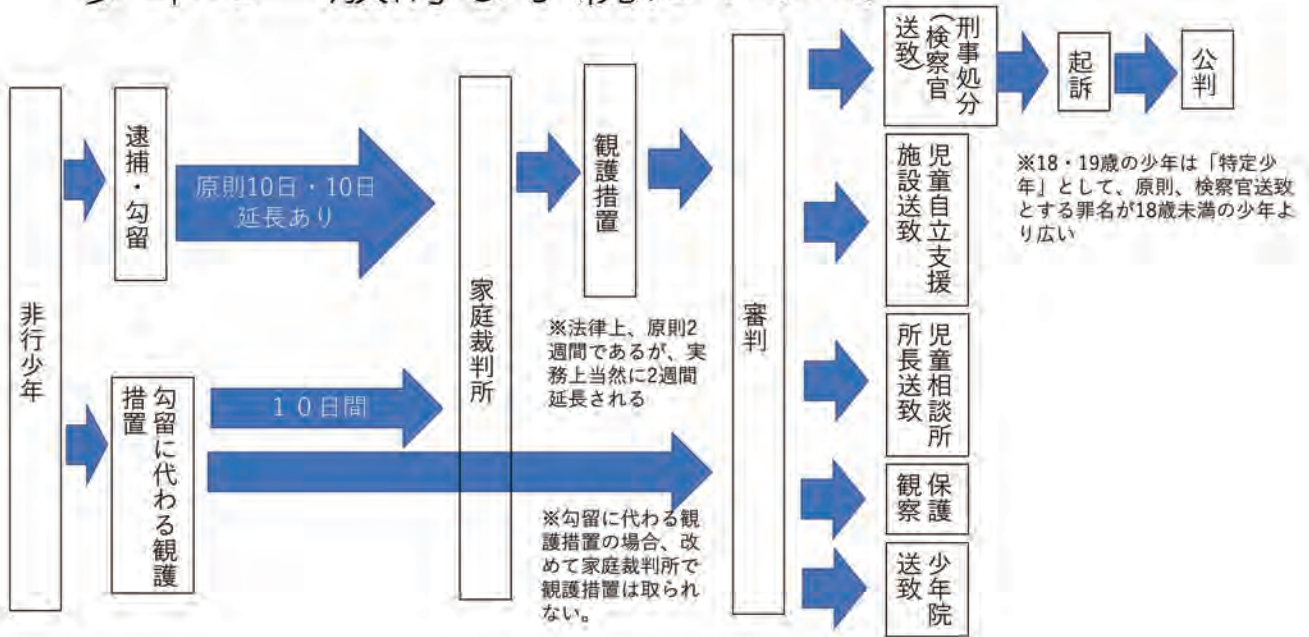 非行少年
逮捕・勾留
原則10日・10日
延長あり
勾留に代わる観護
措置
10日間
家庭裁判所
観護措置
※法律上、原則2
週間であるが、実
務上当然に2週間
延長される
※勾留に代わる観
護措置の場合、改
めて家庭裁判所で
観護措置は取られ
ない。
審判
刑事処分
(検察官
送致)
起訴
公判
※18・19歳の少年は「特定少
年」として、原則、検察官送致
とする罪名が18歳未満の少年よ
り広い
児童自立支援
施設送致
児童相談所
所長送致
保護
観察
少年院
送致